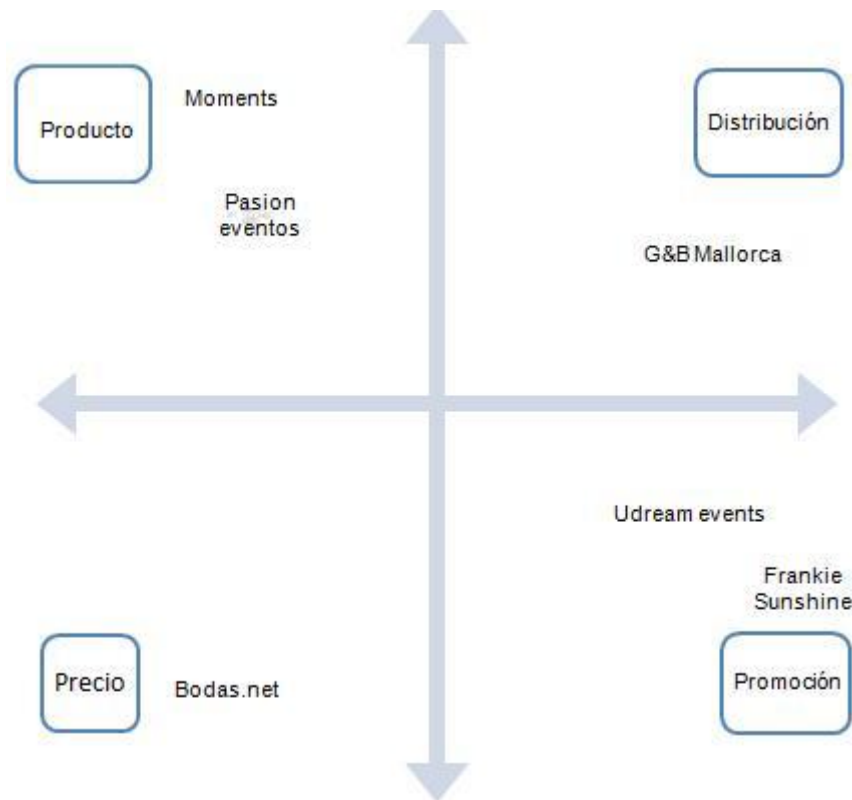 Moments
Producto
Distribución
Pasion
eventos
G&B Mallorca
Udream events
Frankie
Sunshine
Precio
Bodas.net
Promoción